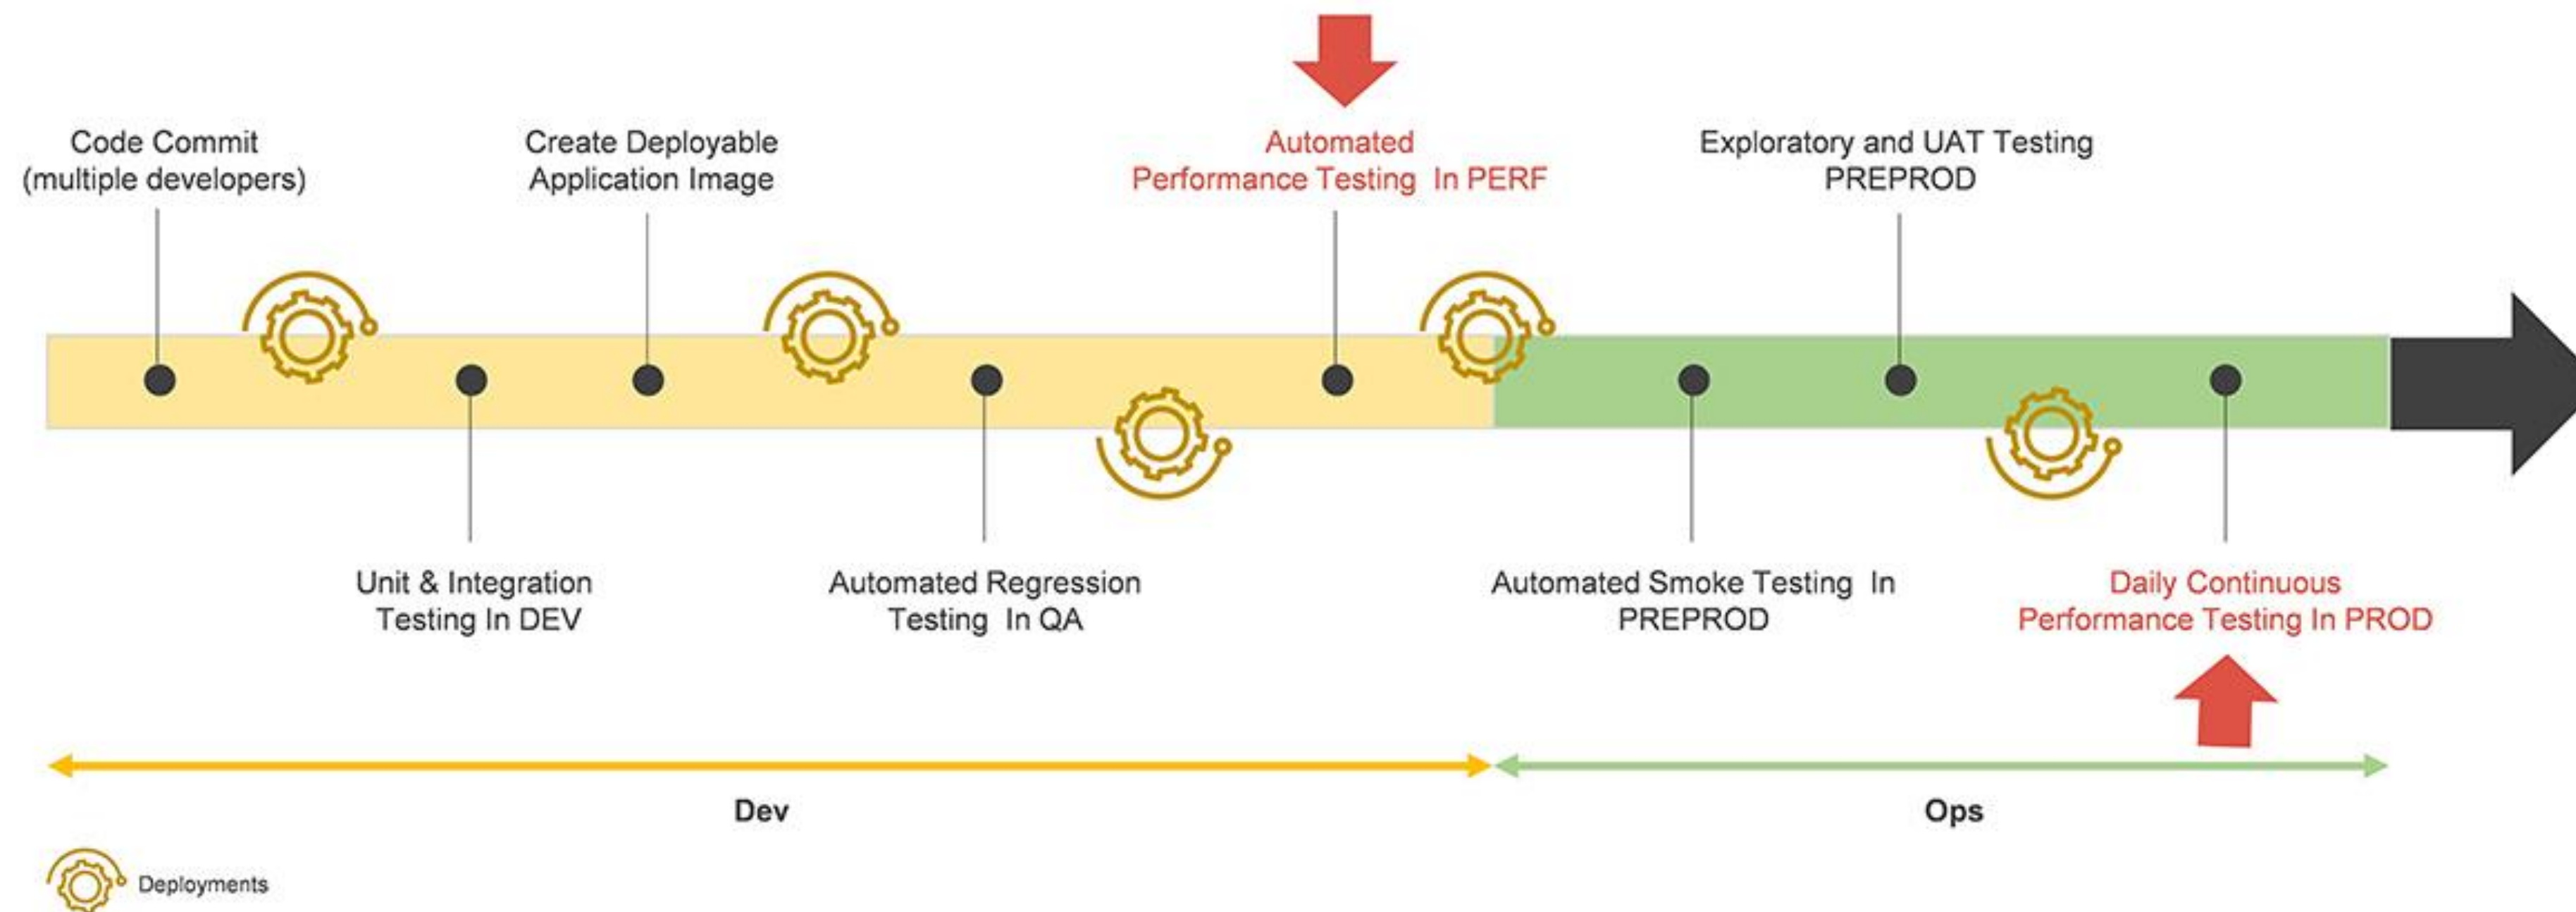 Code Commit
(multiple developers)
Create Deployable
Application Image
Automated
Performance Testing In PERF
Exploratory and UAT Testing
PREPROD
Unit & Integration
Testing In DEV
Automated Regression
Testing In QA
Automated Smoke Testing In
PREPROD
Daily Continuous
Performance Testing In PROD
Dev
Ops
Deployments